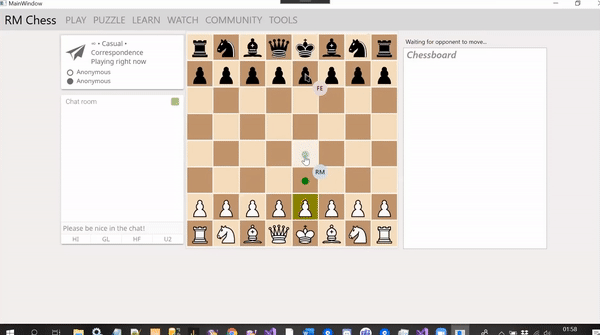 MainWindow
RM Chess PLAY PUZZLE LEARN WATCH COMMUNITY TOOLS
∞ • Casual •
Correspondence
Playing right now
Anonymous
Anonymous
Chat room
Please be nice in the chat!
HI GL HF U2
FE
RM
Waiting for opponent to move...
Chessboard
01:58